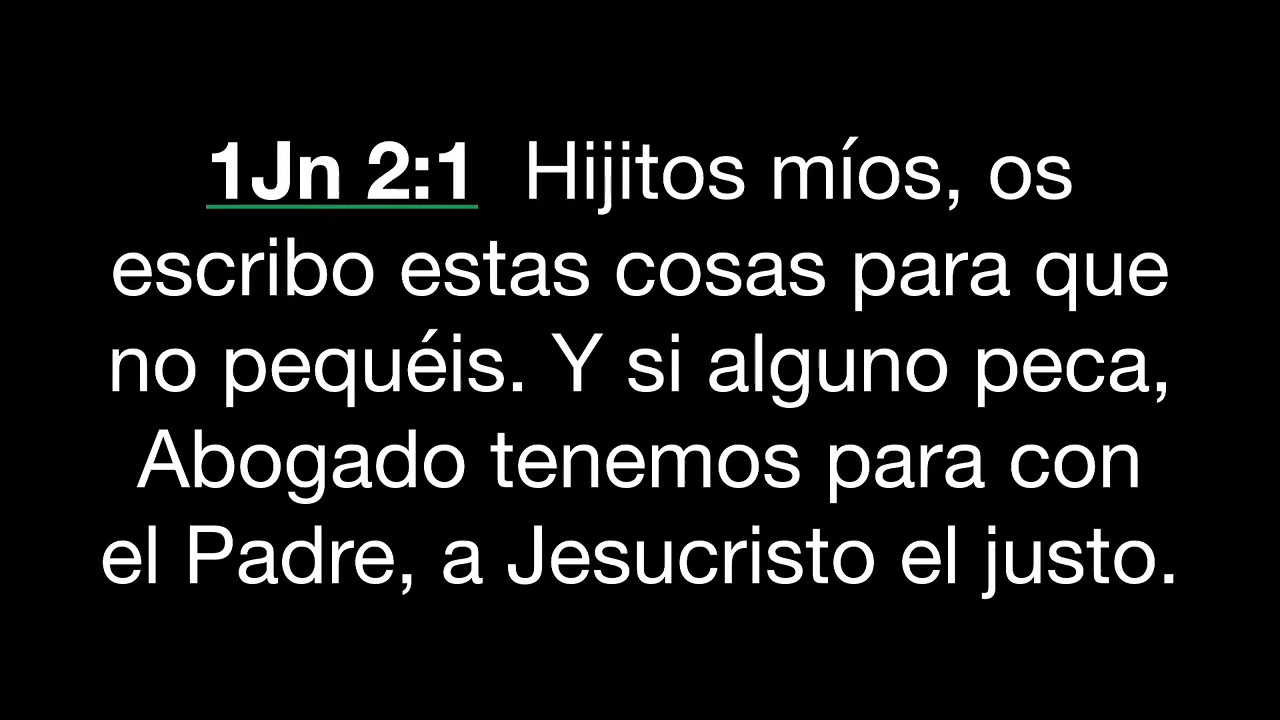 1Jn 2:1  Hijitos míos, os
escribo estas cosas para que
no pequéis. Y si alguno peca,
Abogado tenemos para con
el Padre, a Jesucristo el justo.